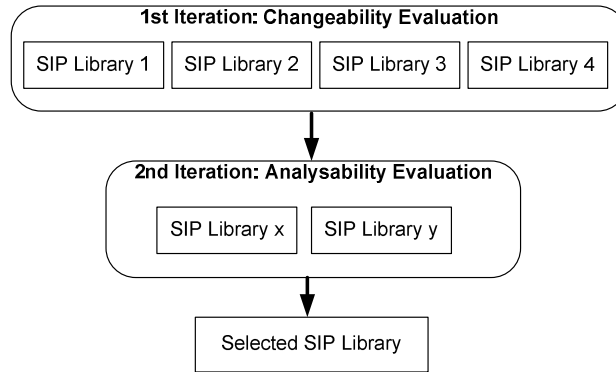 1st Iteration: Changeability Evaluation
SIP Library 1 SIP Library 2 SIP Library 3 SIP Library 4
2nd Iteration: Analysability Evaluation
SIP Library x SIP Library y
Selected SIP Library